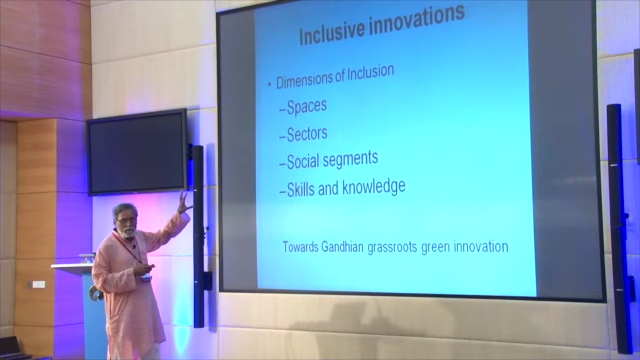 Inclusive innovations
• Dimensions of Inclusion
–Spaces
–Sectors
–Social segments
–Skills and knowledge
Towards Gandhian grassroots green innovation